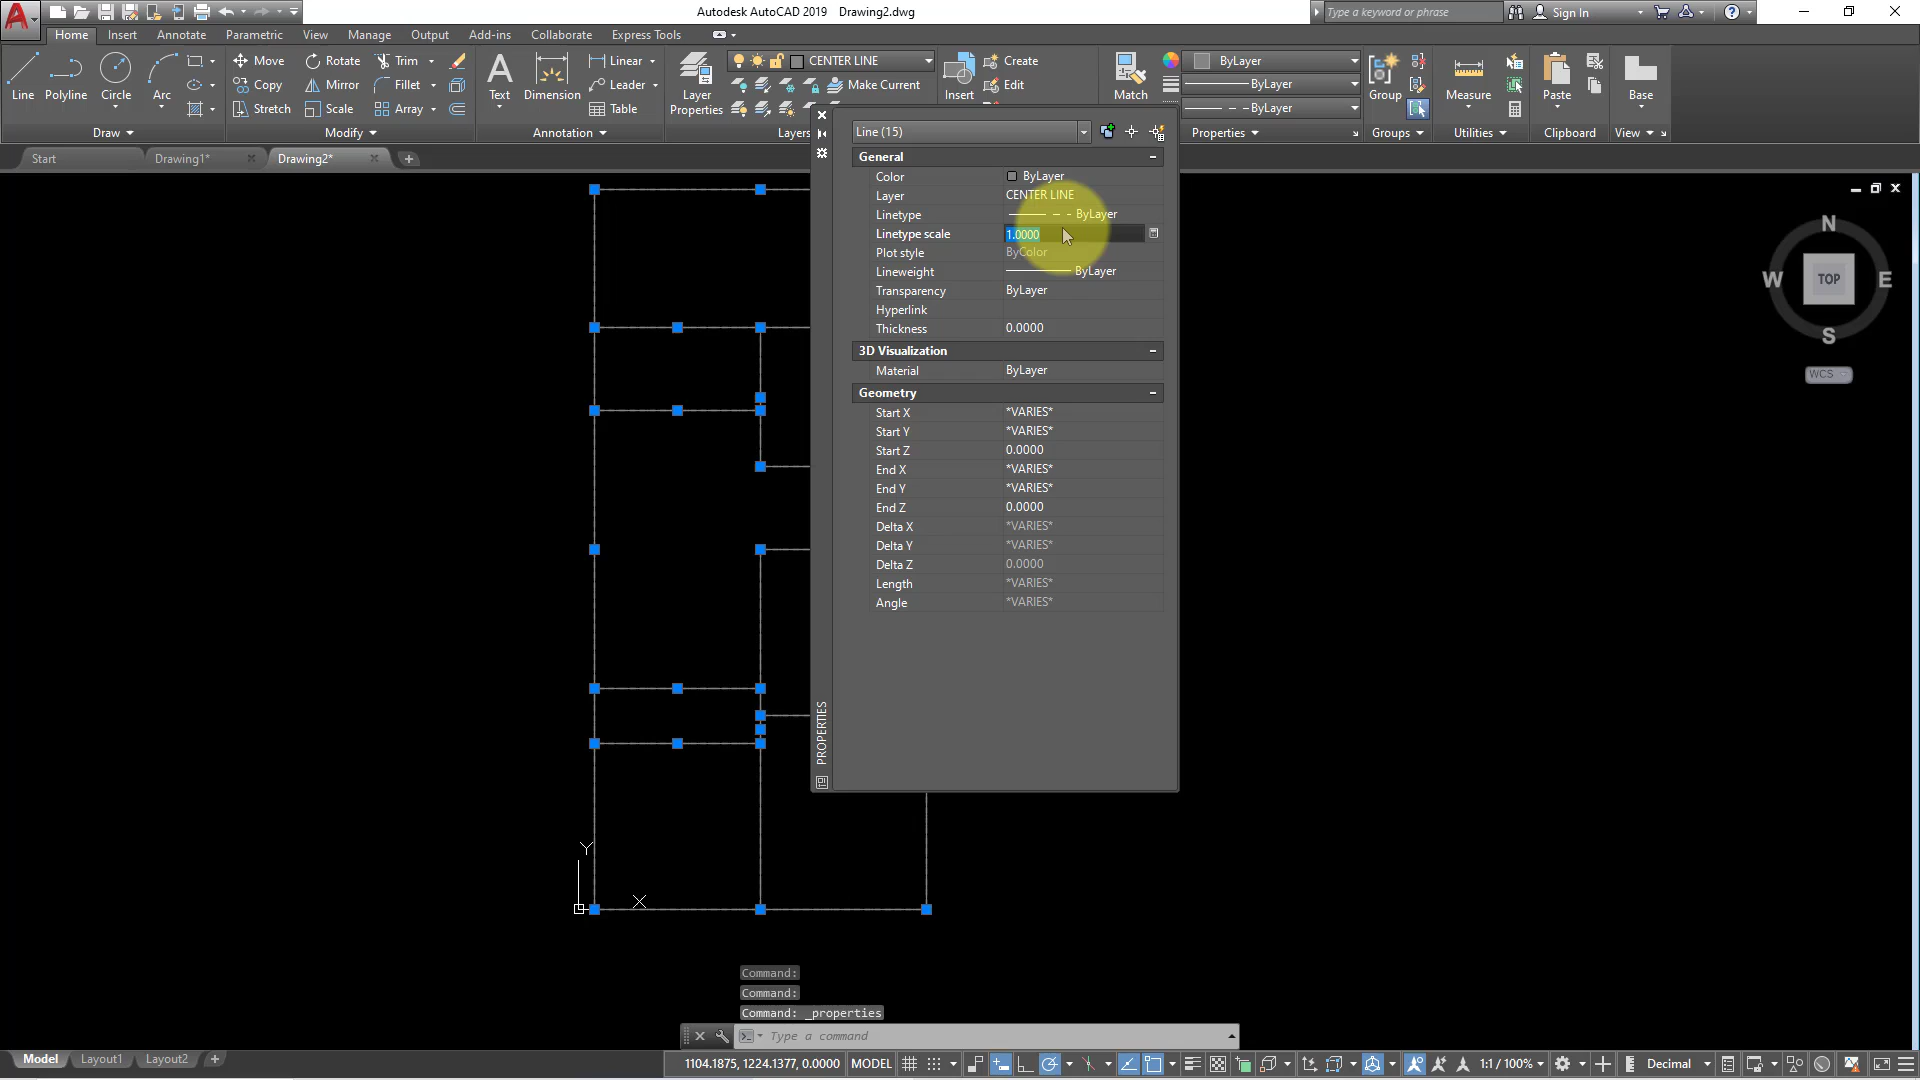 Autodesk AutoCAD 2019 Drawing2.dwg
Type a keyword or phrase
Sign In
Home Insert Annotate Parametric View Manage Output Add-ins Collaborate Express Tools
Line
Polyline
Circle
Arc
Draw
Move
Rotate
Trim
Copy
Mirror
Fillet
Stretch
Scale
Array
Modify
Text
Dimension
Linear
Leader
Table
Annotation
Layer
Properties
CENTER LINE
Make Current
Layers
Insert
Create
Edit
Match
ByLayer
ByLayer
ByLayer
Properties
Group
Groups
Measure
Utilities
Paste
Clipboard
Base
View
Start
Drawing1*
Drawing2*
Line (15)
General
Color ByLayer
Layer CENTER LINE
Linetype ByLayer
Linetype scale 1.0000
Plot style ByColor
Lineweight ByLayer
Transparency ByLayer
Hyperlink
Thickness 0.0000
3D Visualization
Material ByLayer
Geometry
Start X *VARIES*
Start Y *VARIES*
Start Z 0.0000
End X *VARIES*
End Y *VARIES*
End Z 0.0000
Delta X *VARIES*
Delta Y *VARIES*
Delta Z 0.0000
Length *VARIES*
Angle *VARIES*
PROPERTIES
N
W TOP E
S
WCS
Y
X
Command:
Command:
Command: _properties
Type a command
Model Layout1 Layout2
1104.1875, 1224.1377, 0.0000 MODEL 1:1 / 100% Decimal